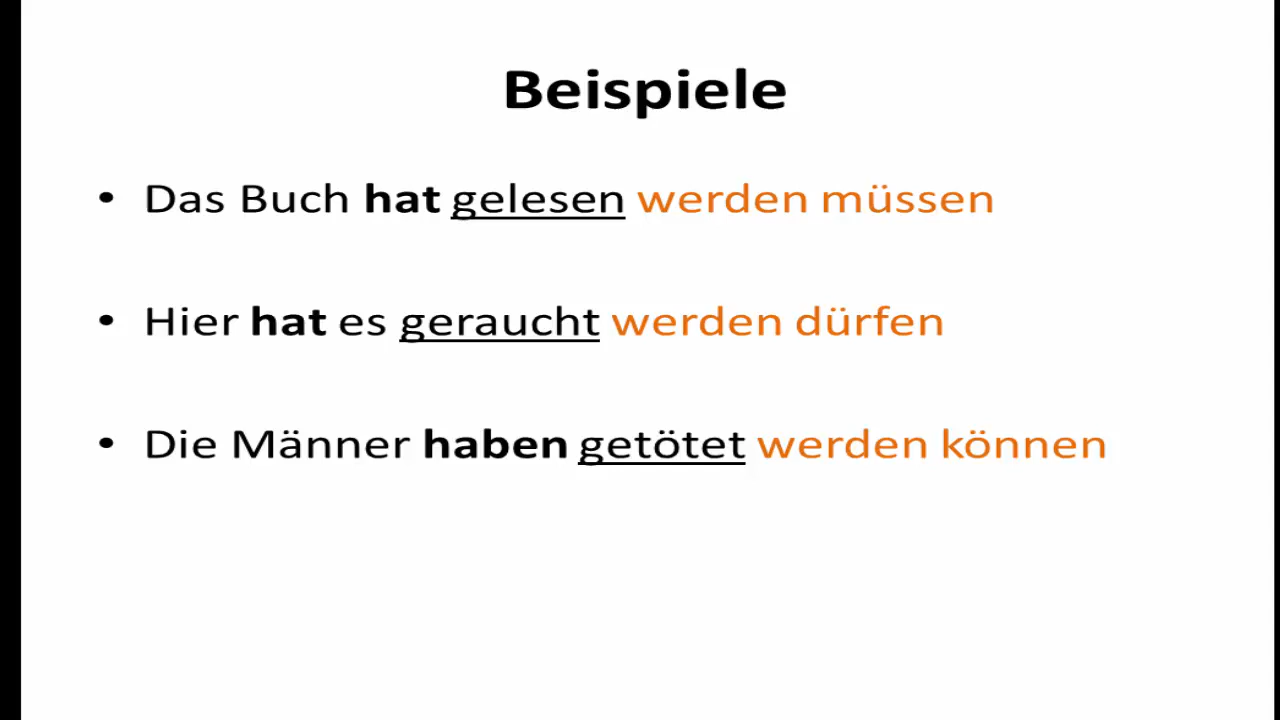 Beispiele
• Das Buch hat gelesen werden müssen
• Hier hat es geraucht werden dürfen
• Die Männer haben getötet werden können